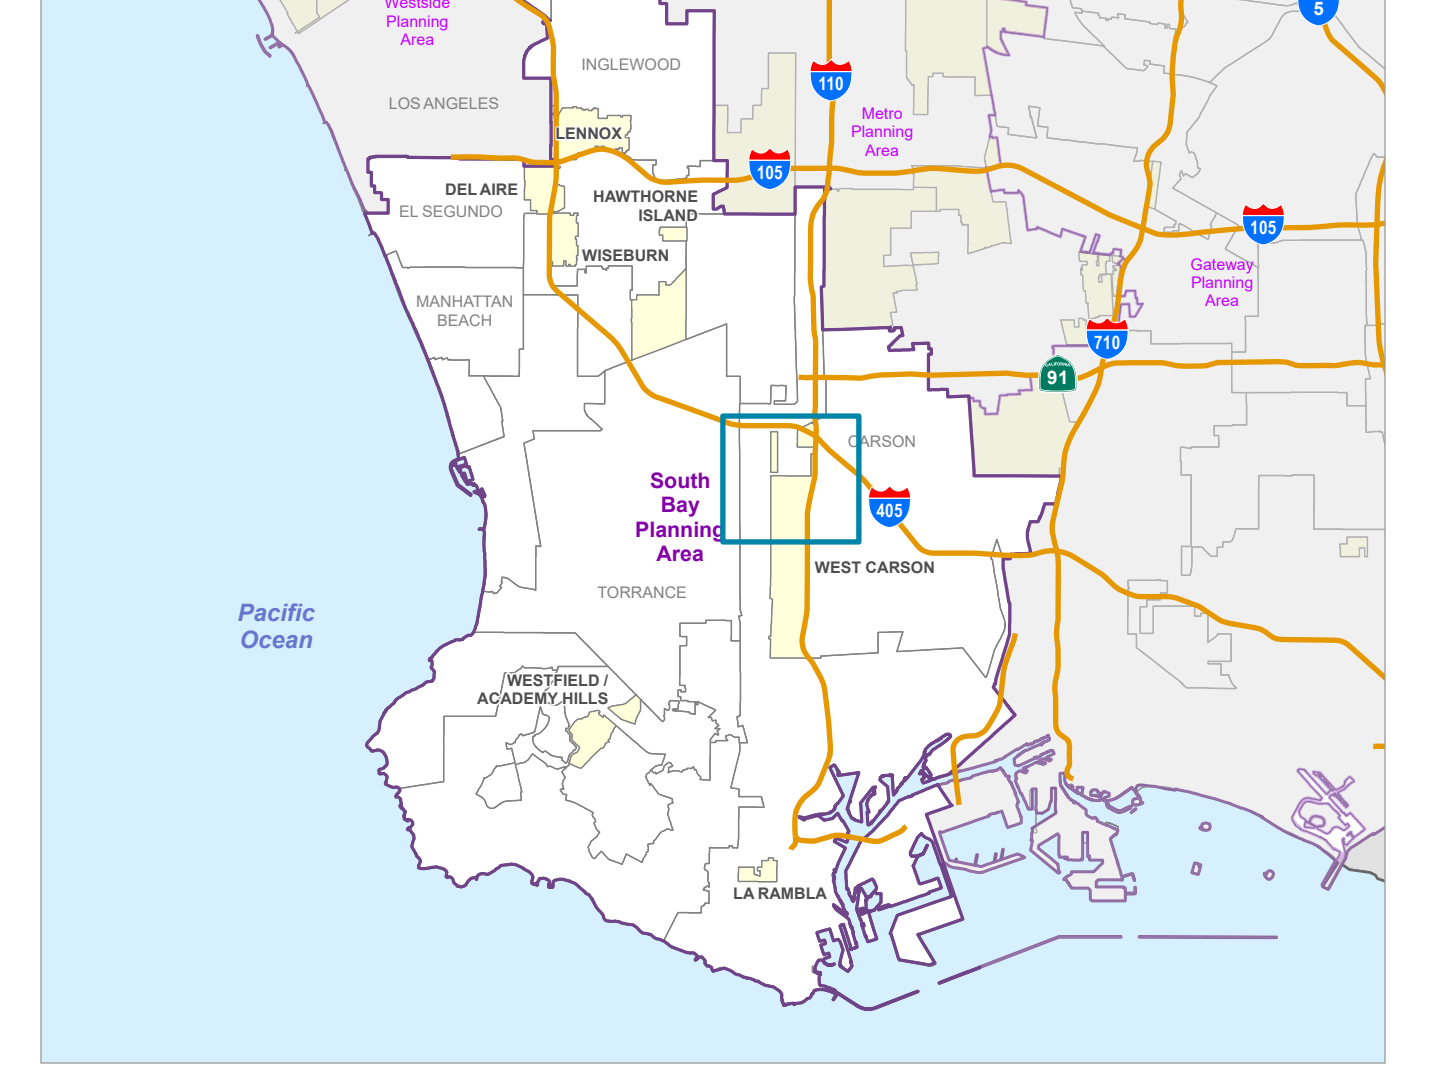 Westside
Planning
Area
5
INGLEWOOD
110
LOS ANGELES
Metro
Planning
Area
LENNOX
105
DEL AIRE
HAWTHORNE
ISLAND
EL SEGUNDO
105
WISEBURN
Gateway
Planning
Area
MANHATTAN
BEACH
710
CALIFORNIA
91
CARSON
South
Bay
Planning
Area
405
WEST CARSON
TORRANCE
Pacific
Ocean
WESTFIELD /
ACADEMY HILLS
LA RAMBLA